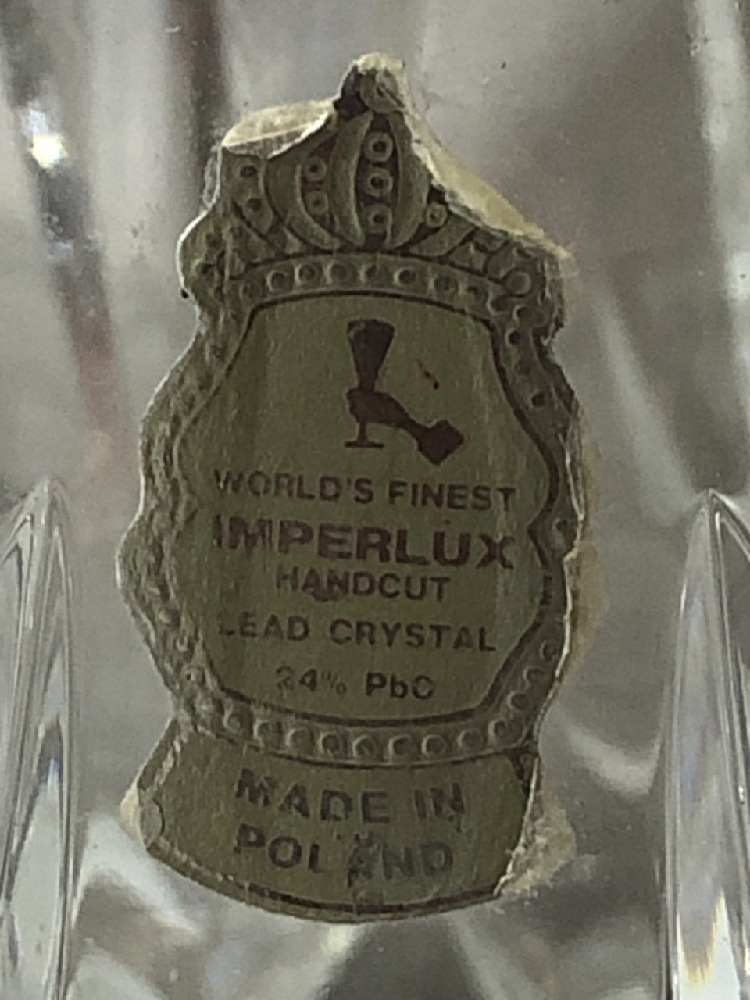 WORLD'S FINEST
IMPERLUX
HANDCUT
LEAD CRYSTAL
24% PbO
MADE IN
POLAND